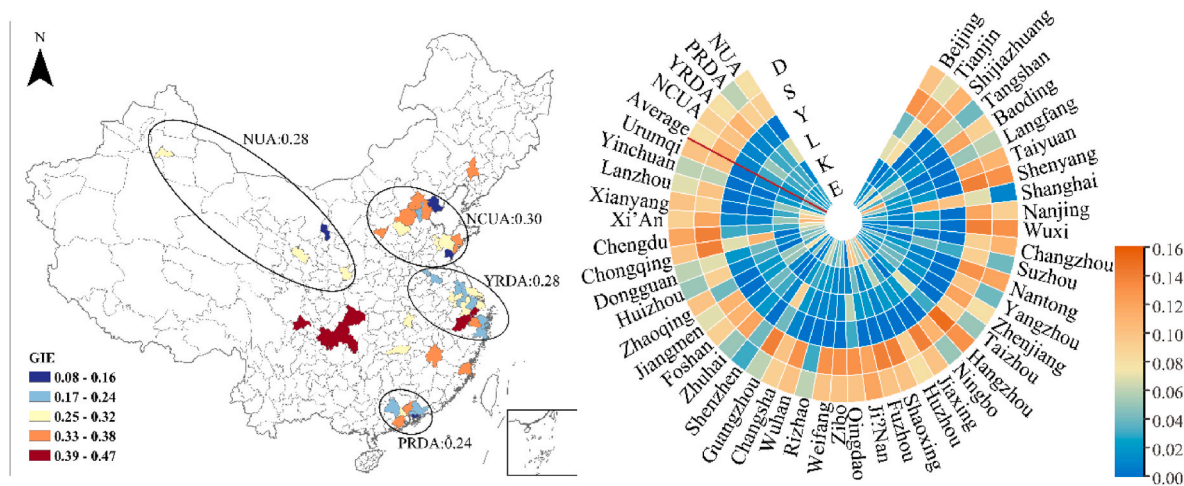 N
NUA:0.28
NCUA:0.30
YRDA:0.28
PRDA:0.24
GIE
0.08 - 0.16
0.17 - 0.24
0.25 - 0.32
0.33 - 0.38
0.39 - 0.47
D
S
Y
L
K
E
Beijing
Tianjin
Shijiazhuang
Tangshan
Baoding
Langfang
Taiyuan
Shenyang
Shanghai
Nanjing
Wuxi
Changzhou
Suzhou
Nantong
Yangzhou
Zhenjiang
Taizhou
Hangzhou
Ningbo
Jiaxing
Huzhou
Shaoxing
Fuzhou
Ji?Nan
Qingdao
Zibo
Weifang
Rizhao
Wuhan
Changsha
Guangzhou
Shenzhen
Zhuhai
Foshan
Jiangmen
Zhaoqing
Huizhou
Dongguan
Chongqing
Chengdu
Xi'An
Xianyang
Lanzhou
Yinchuan
Urumqi
Average
NCUA
YRDA
PRDA
NUA
0.16
0.14
0.12
0.10
0.08
0.06
0.04
0.02
0.00